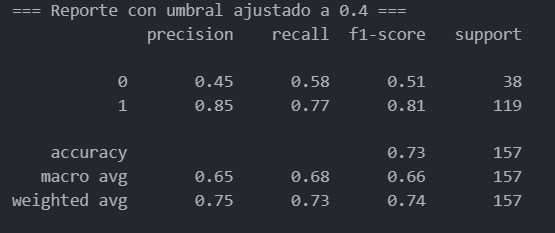 === Reporte con umbral ajustado a 0.4 ===
precision recall f1-score support
0 0.45 0.58 0.51 38
1 0.85 0.77 0.81 119
accuracy 0.73 157
macro avg 0.65 0.68 0.66 157
weighted avg 0.75 0.73 0.74 157